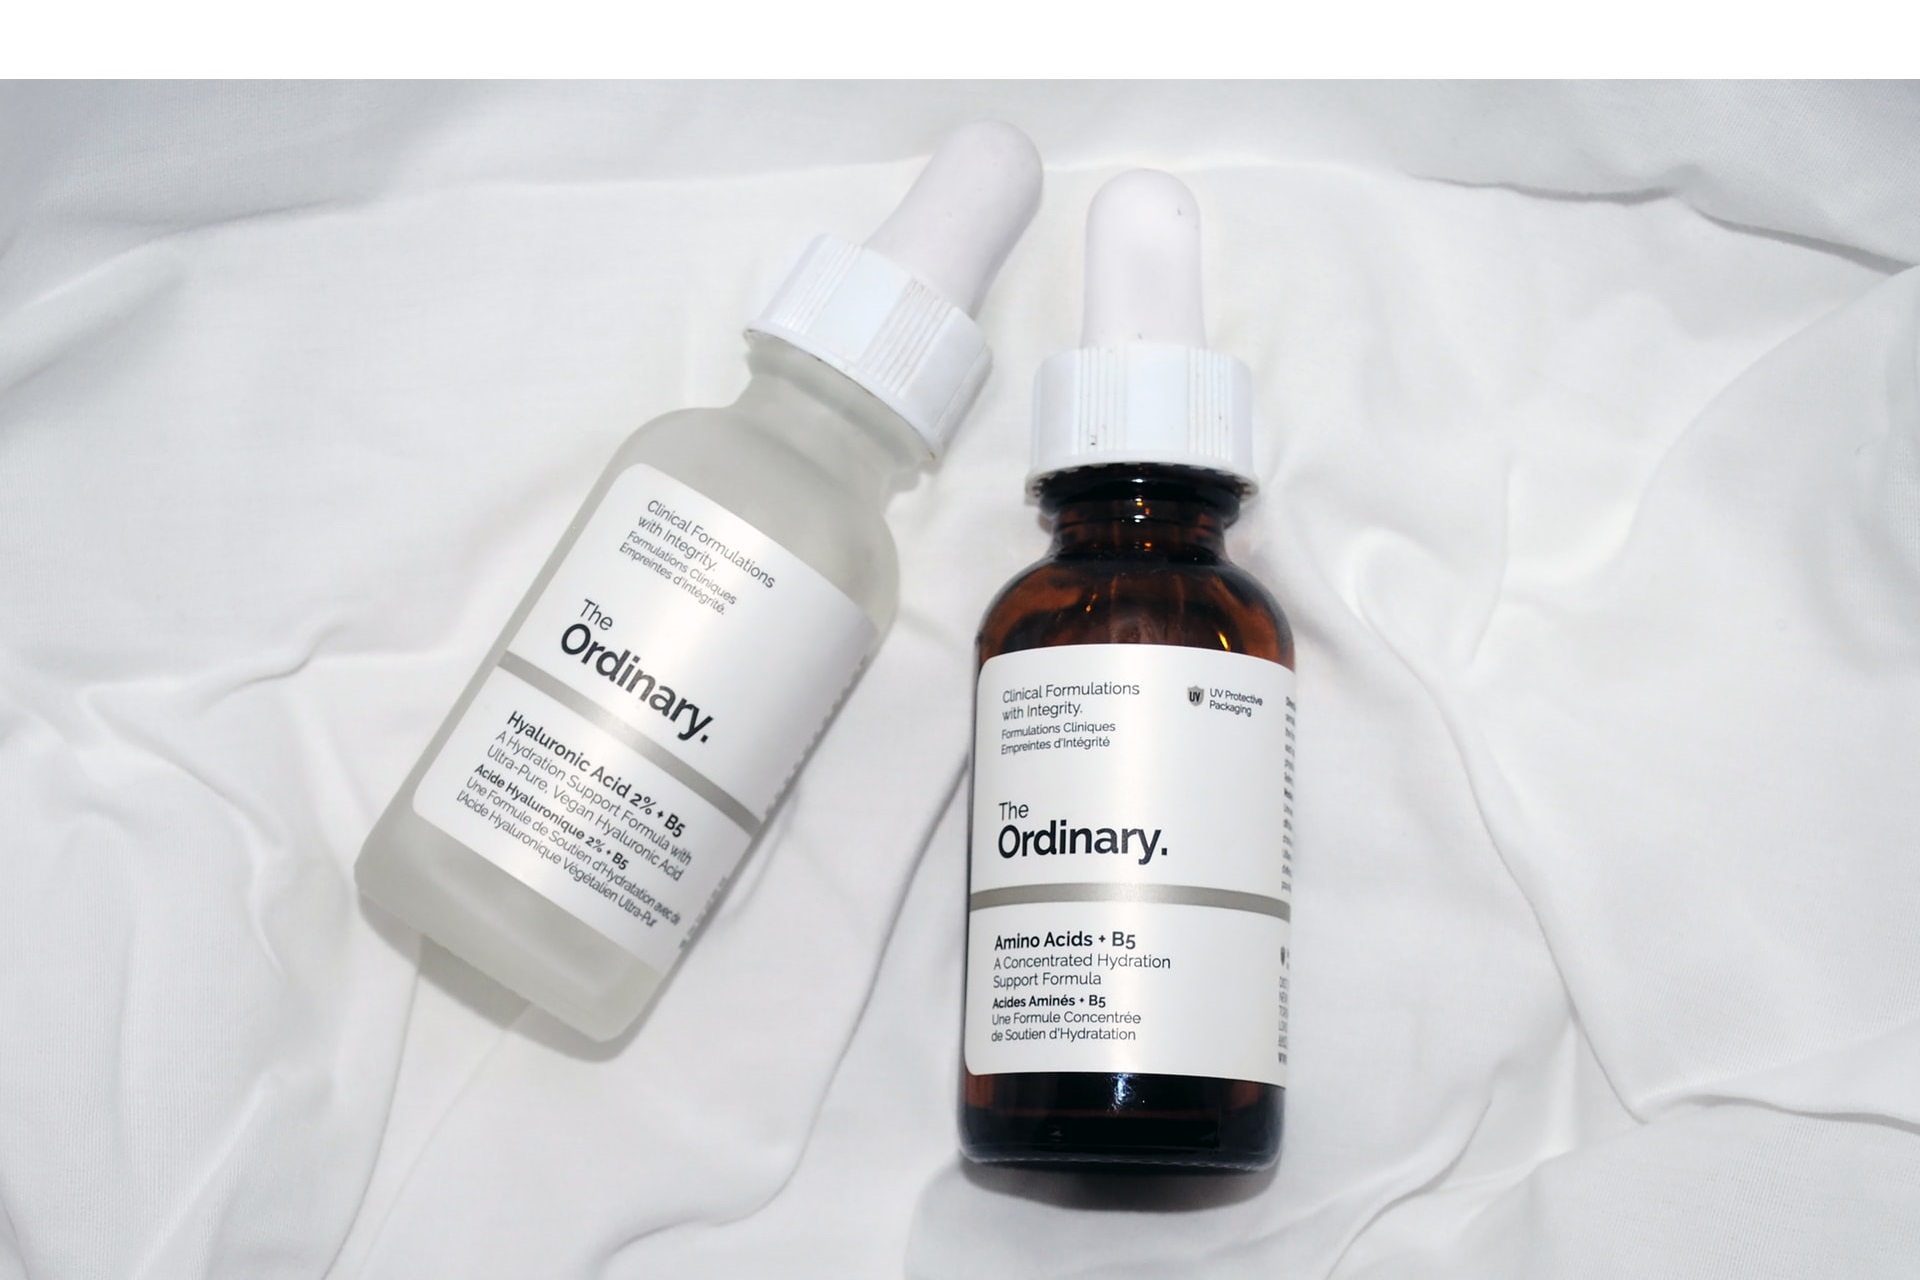 Clinical Formulations
with Integrity.
Formulations Cliniques
Empreintes d'Intégrité.
The
Ordinary.
Hyaluronic Acid 2% + B5
A Hydration Support Formula with
Ultra-Pure, Vegan Hyaluronic Acid
Acide Hyaluronique 2% + B5
Une Formule de Soutien d'Hydratation avec de
l'Acide Hyaluronique Végétalien Ultra-Pur
Clinical Formulations
with Integrity.
Formulations Cliniques
Empreintes d'Intégrité
UV
UV Protective
Packaging
The
Ordinary.
Amino Acids + B5
A Concentrated Hydration
Support Formula
Acides Aminés + B5
Une Formule Concentrée
de Soutien d'Hydratation